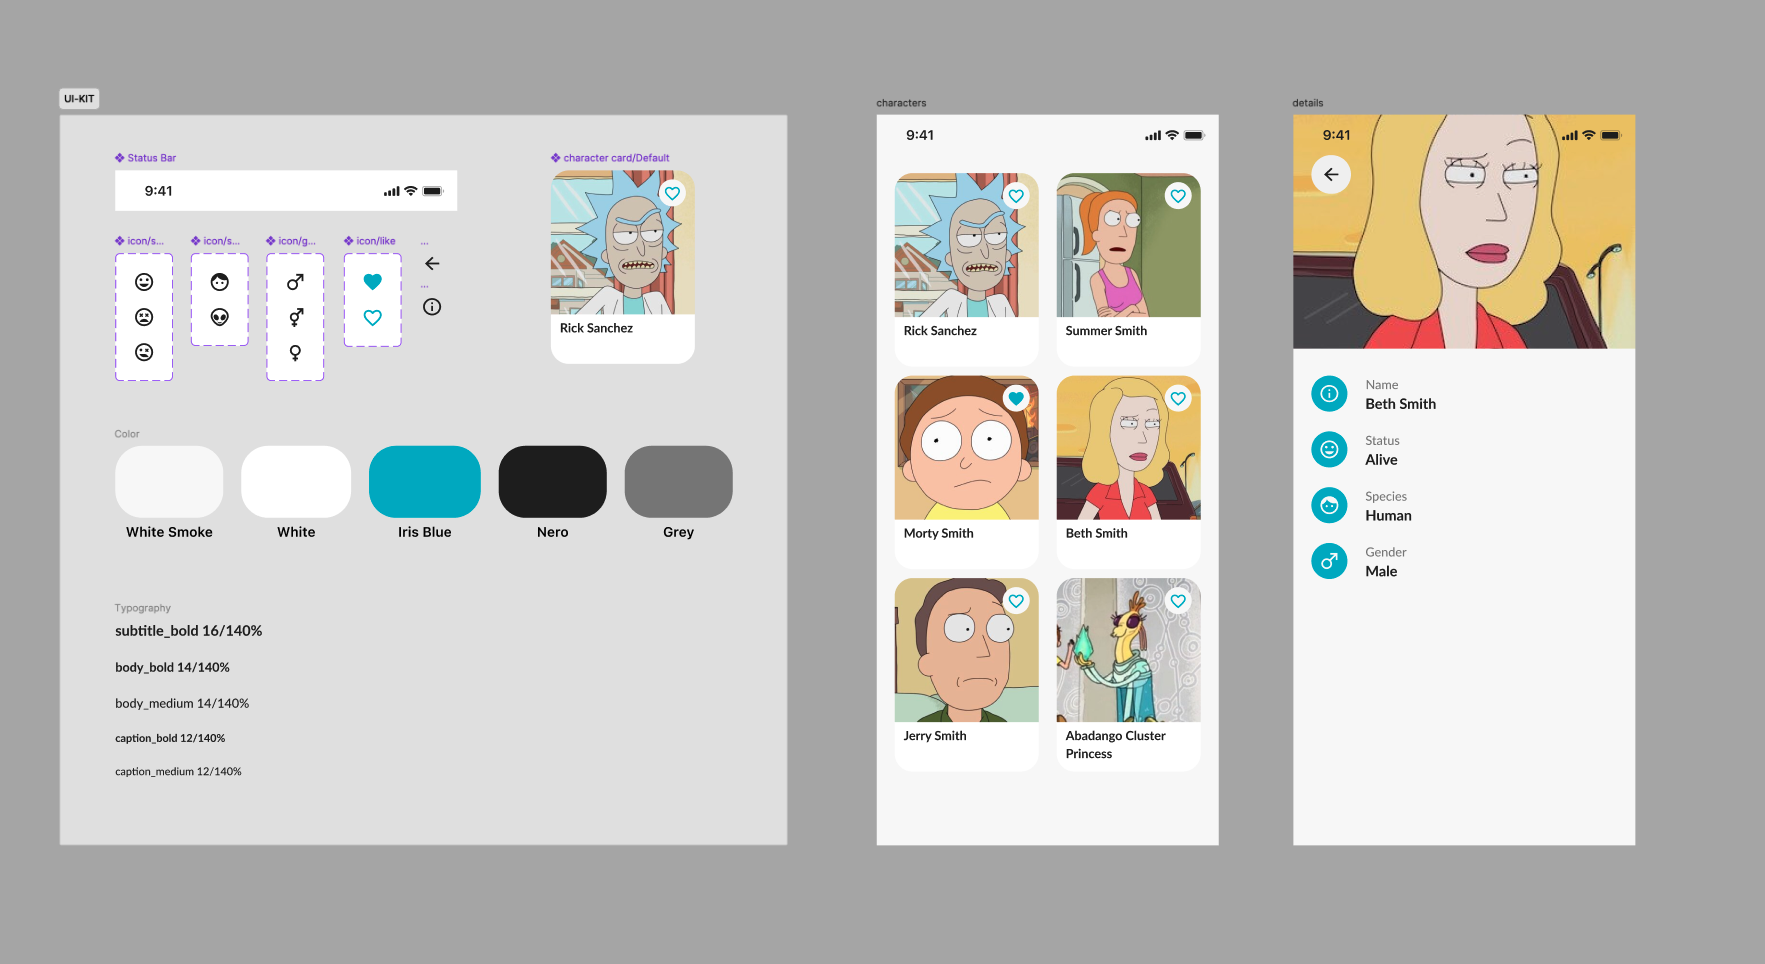 UI-KIT
Status Bar
9:41
icon/s...
icon/s...
icon/g...
icon/like
...
...
character card/Default
Rick Sanchez
Color
White Smoke
White
Iris Blue
Nero
Grey
Typography
subtitle_bold 16/140%
body_bold 14/140%
body_medium 14/140%
caption_bold 12/140%
caption_medium 12/140%
characters
9:41
Rick Sanchez
Summer Smith
Morty Smith
Beth Smith
Jerry Smith
Abadango Cluster
Princess
details
9:41
Name
Beth Smith
Status
Alive
Species
Human
Gender
Male